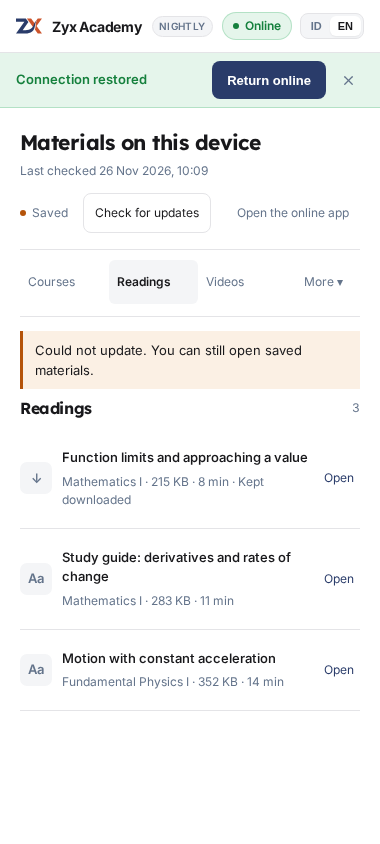 ZX Zyx Academy NIGHTLY Online ID EN
Connection restored Return online ×
Materials on this device
Last checked 26 Nov 2026, 10:09
Saved Check for updates Open the online app
Courses Readings Videos More ▾
Could not update. You can still open saved
materials.
Readings 3
Function limits and approaching a value
↓ Mathematics I · 215 KB · 8 min · Kept Open
downloaded
Study guide: derivatives and rates of
change
Aa Open
Mathematics I · 283 KB · 11 min
Motion with constant acceleration
Aa Open
Fundamental Physics I · 352 KB · 14 min